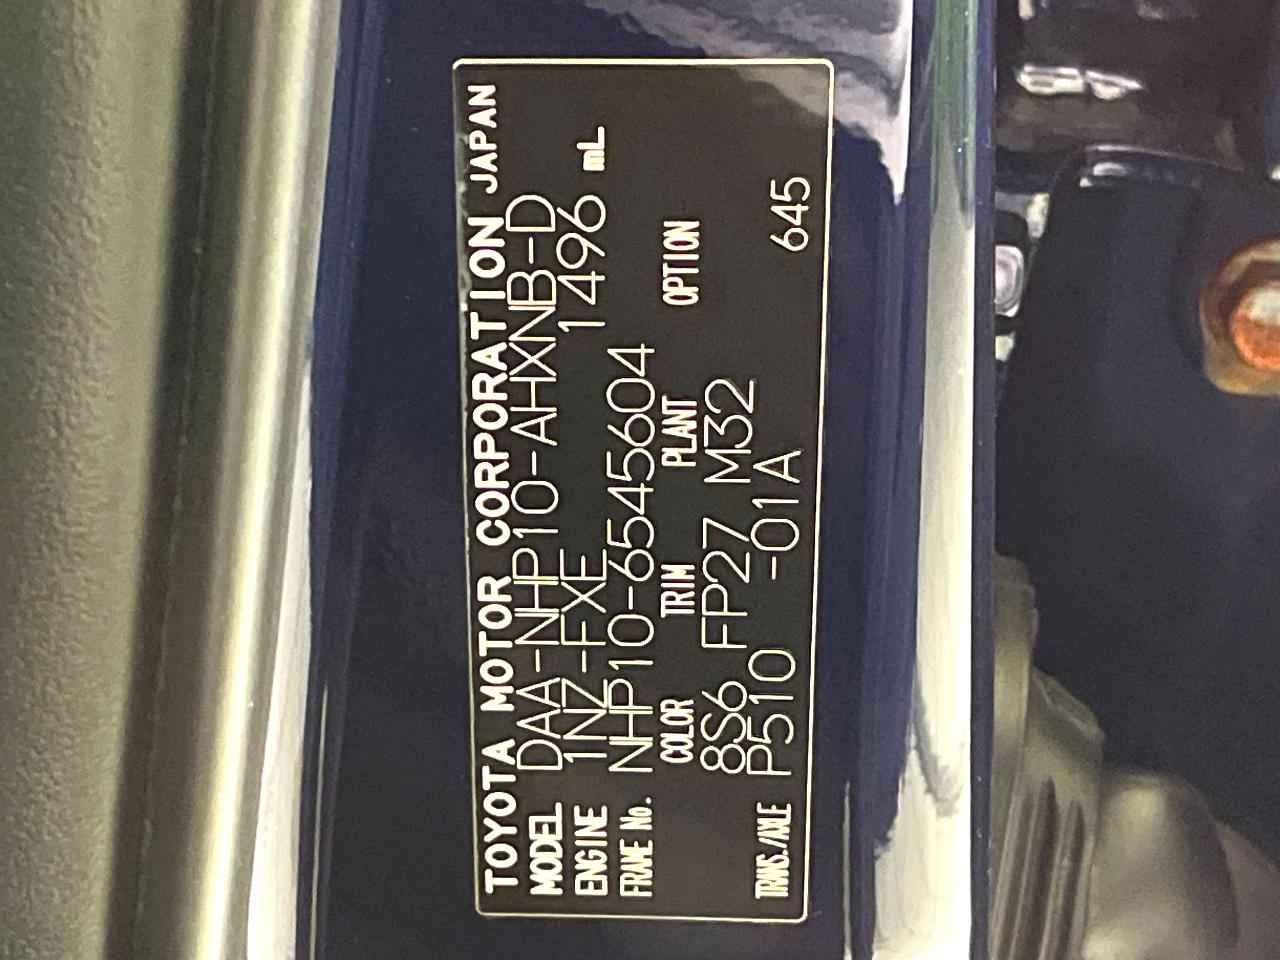 TOYOTA MOTOR CORPORATION JAPAN
MODEL DAA-NHP10-AHXNB-D
ENGINE 1NZ-FXE 1496 mL
FRAME No. NHP10-6545604
COLOR TRIM PLANT OPTION
8S6 FP27 M32
TRANS./AXLE P510 -01A 645